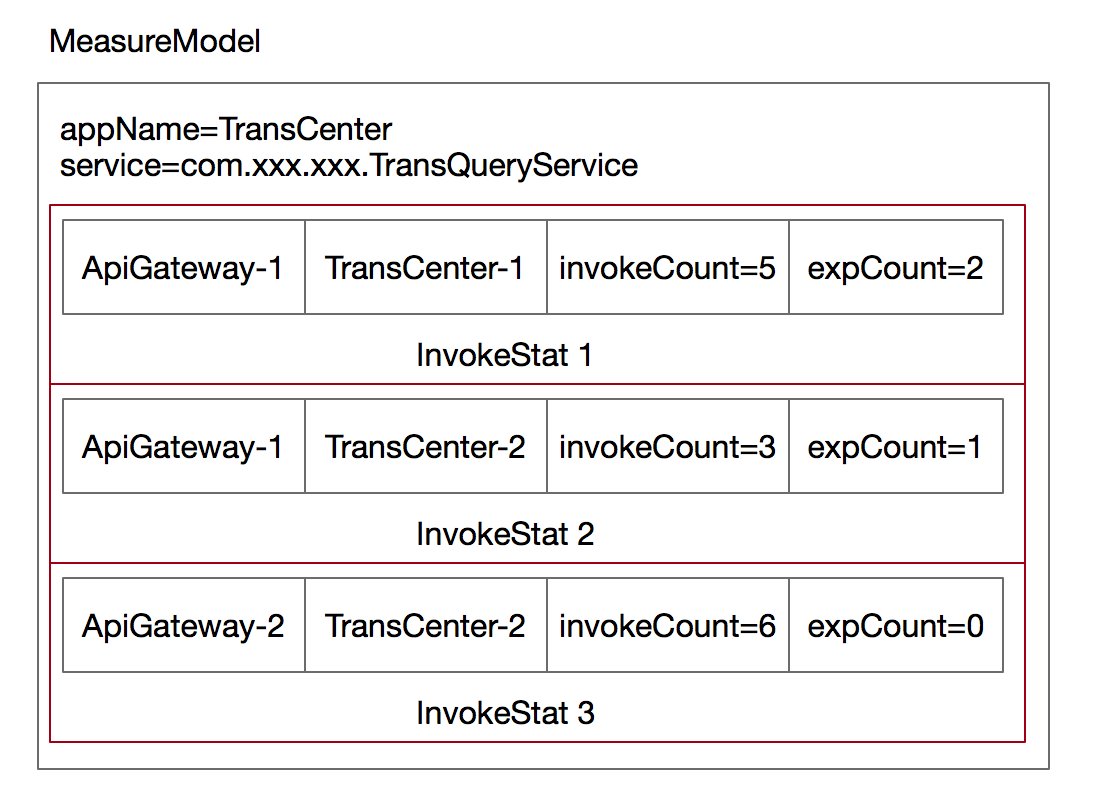 MeasureModel
appName=TransCenter
service=com.xxx.xxx.TransQueryService
ApiGateway-1 TransCenter-1 invokeCount=5 expCount=2
InvokeStat 1
ApiGateway-1 TransCenter-2 invokeCount=3 expCount=1
InvokeStat 2
ApiGateway-2 TransCenter-2 invokeCount=6 expCount=0
InvokeStat 3